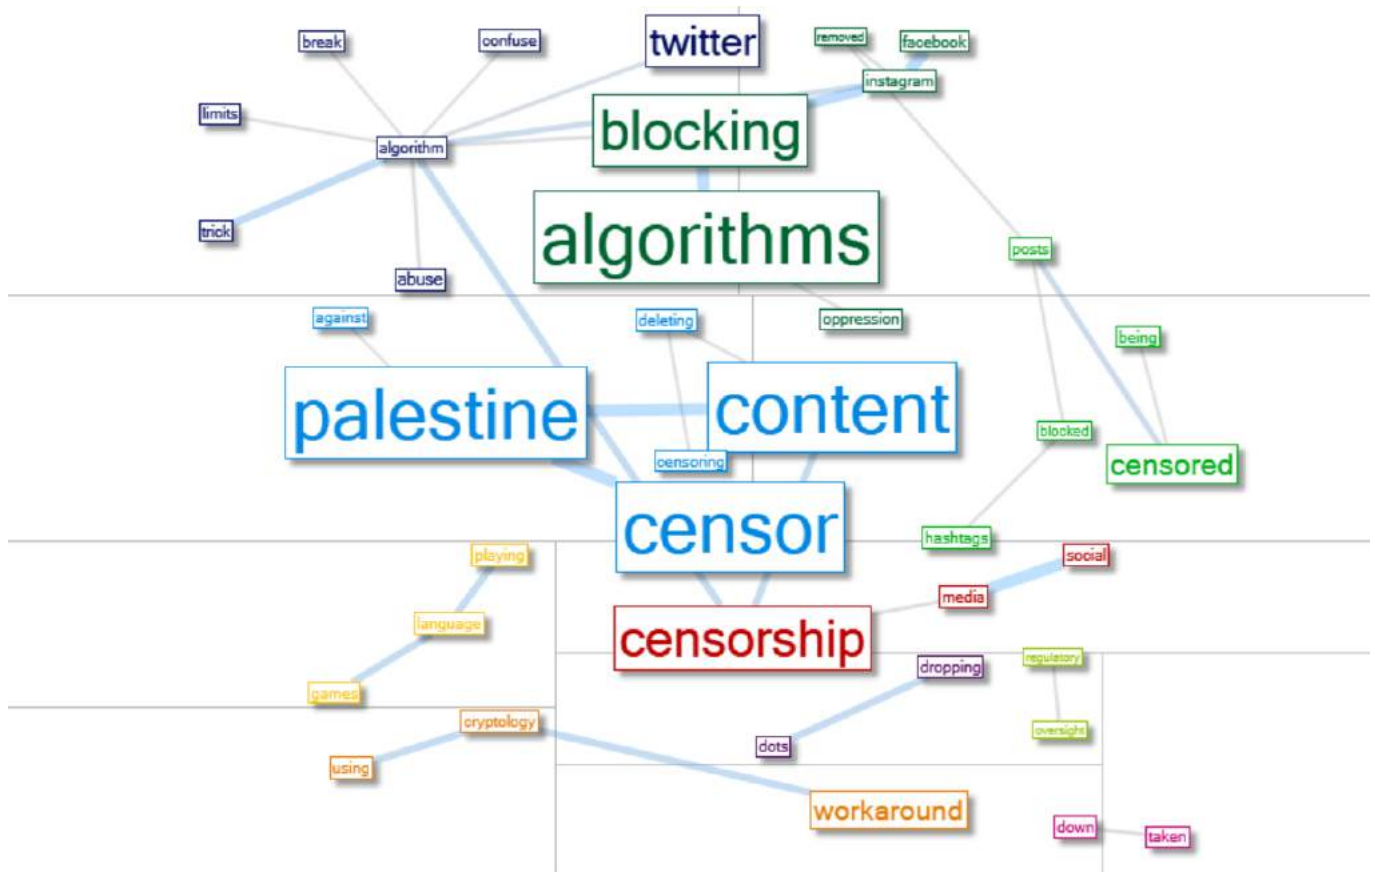 break
confuse
twitter
removed
facebook
instagram
limits
blocking
algorithm
trick
algorithms
posts
abuse
against
deleting
oppression
being
palestine
content
blocked
censoring
censored
censor
hashtags
playing
social
media
language
censorship
dropping
regulatory
games
cryptology
oversight
dots
using
workaround
down
taken